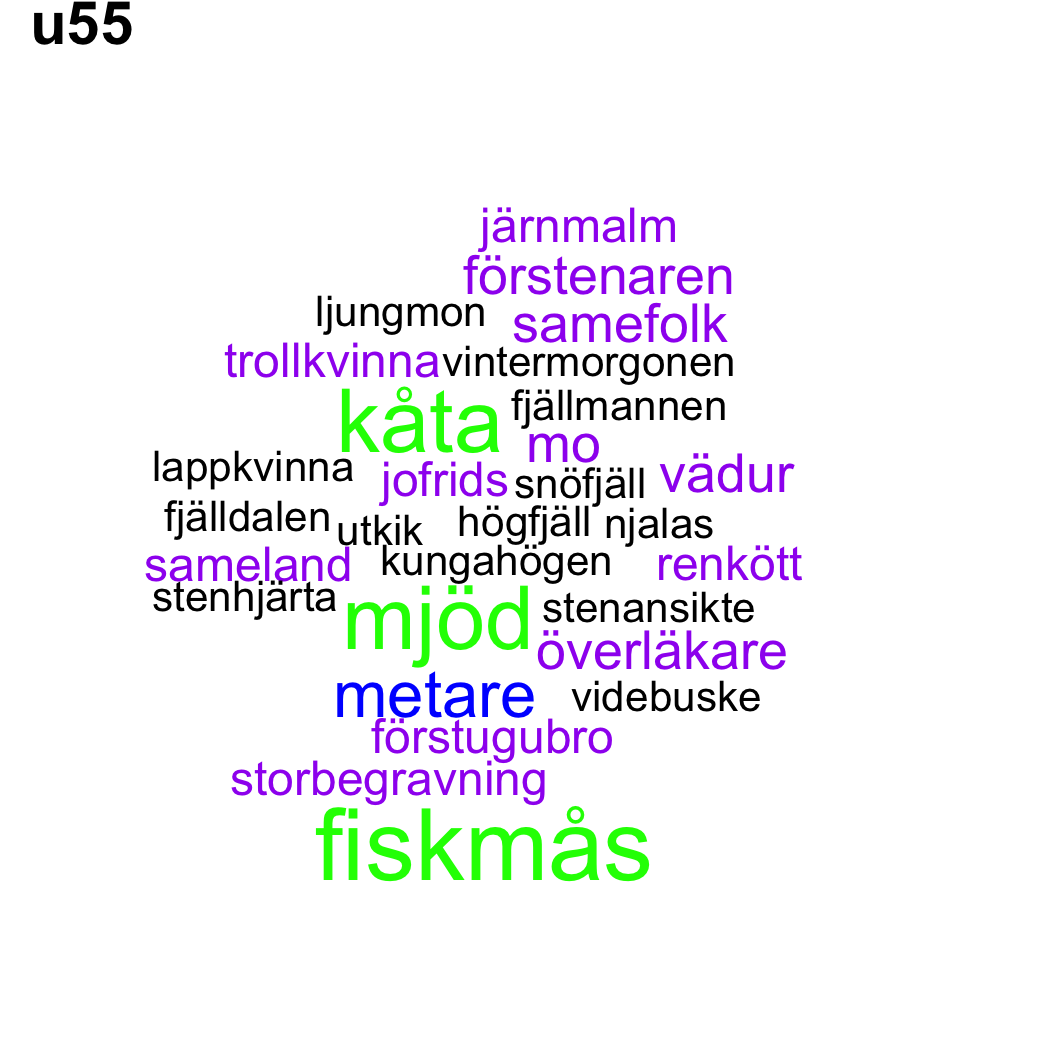 u55
järnmalm
förstenaren
ljungmon samefolk
trollkvinna vintermorgonen
kåta fjällmannen
mo
lappkvinna jofrids snöfjäll vädur
fjälldalen utkik högfjäll njalas
sameland kungahögen renkött
stenhjärta mjöd stenansikte
överläkare
metare videbuske
förstugubro
storbegravning
fiskmås